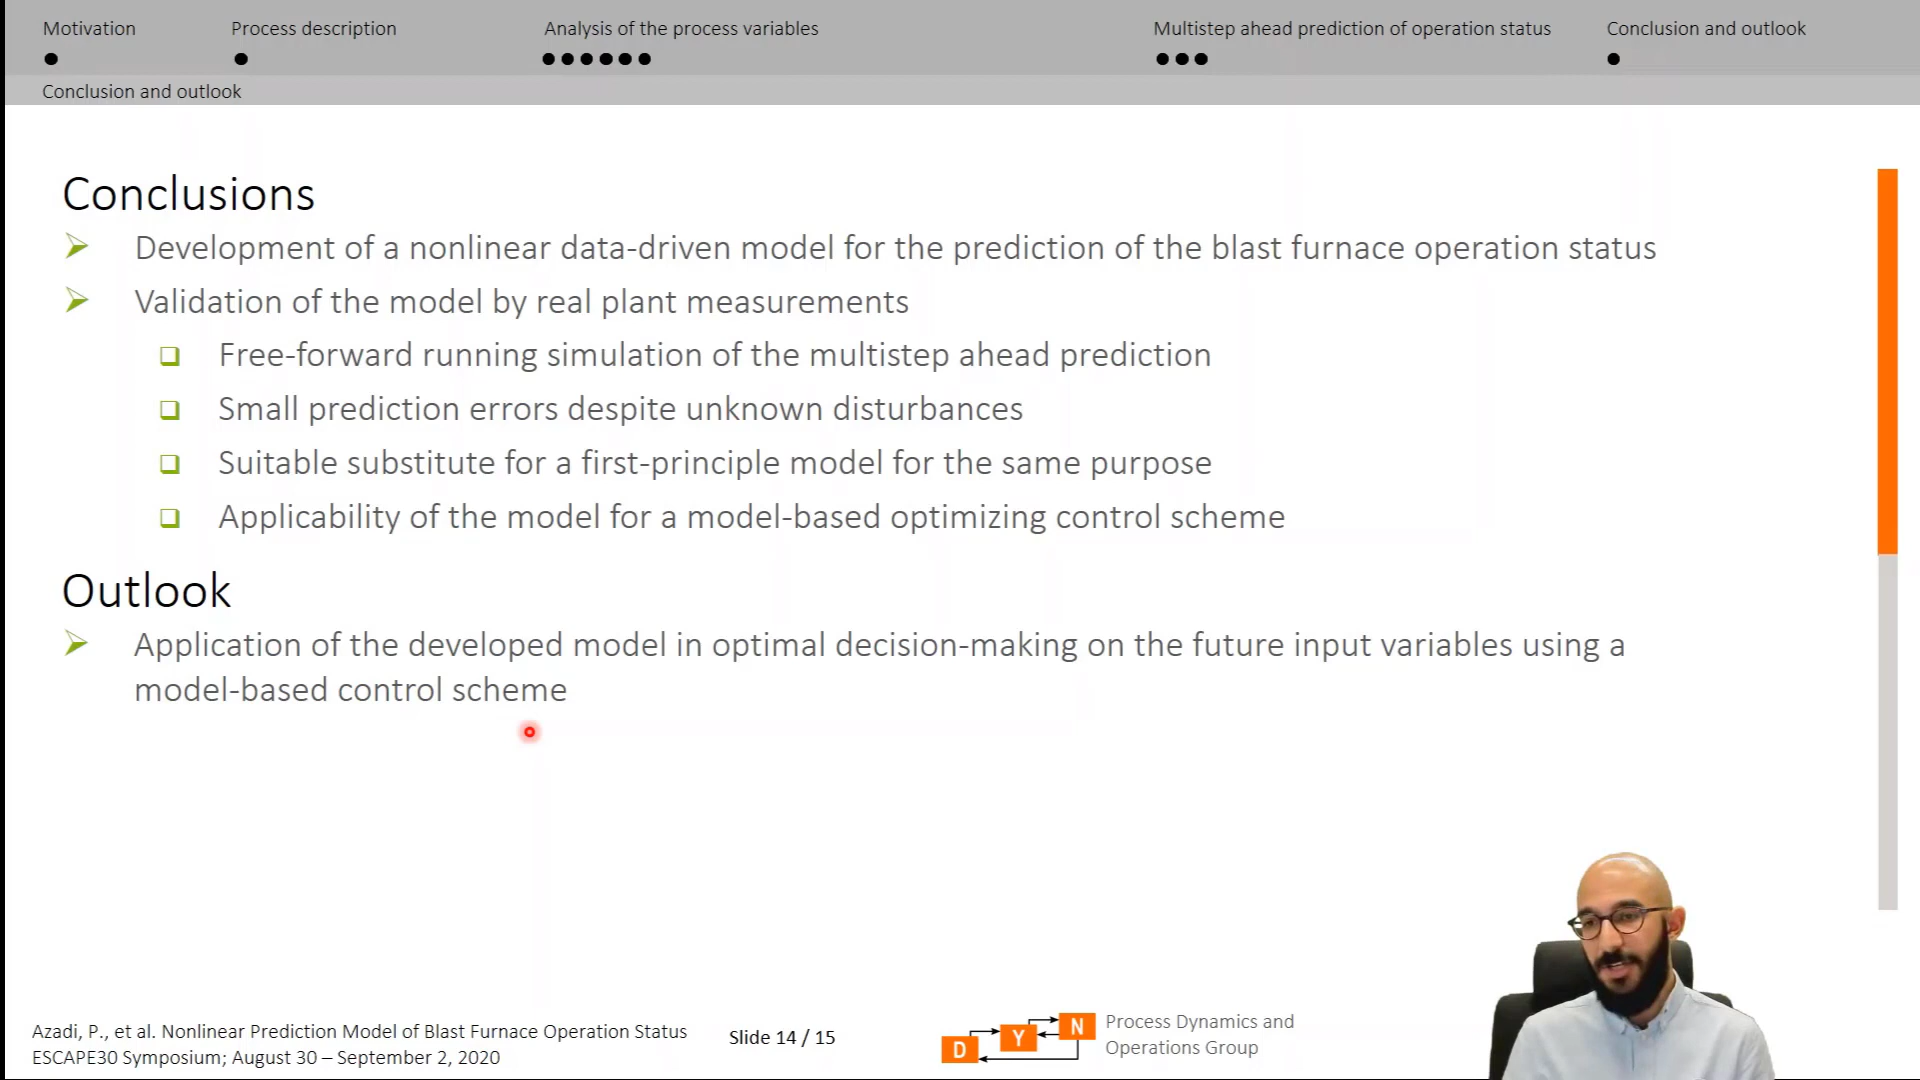 Motivation
Process description
Analysis of the process variables
Multistep ahead prediction of operation status
Conclusion and outlook
Conclusion and outlook
Conclusions
Development of a nonlinear data-driven model for the prediction of the blast furnace operation status
Validation of the model by real plant measurements
Free-forward running simulation of the multistep ahead prediction
Small prediction errors despite unknown disturbances
Suitable substitute for a first-principle model for the same purpose
Applicability of the model for a model-based optimizing control scheme
Outlook
Application of the developed model in optimal decision-making on the future input variables using a
model-based control scheme
Azadi, P., et al. Nonlinear Prediction Model of Blast Furnace Operation Status
ESCAPE30 Symposium; August 30 – September 2, 2020
Slide 14 / 15
D Y N
Process Dynamics and
Operations Group